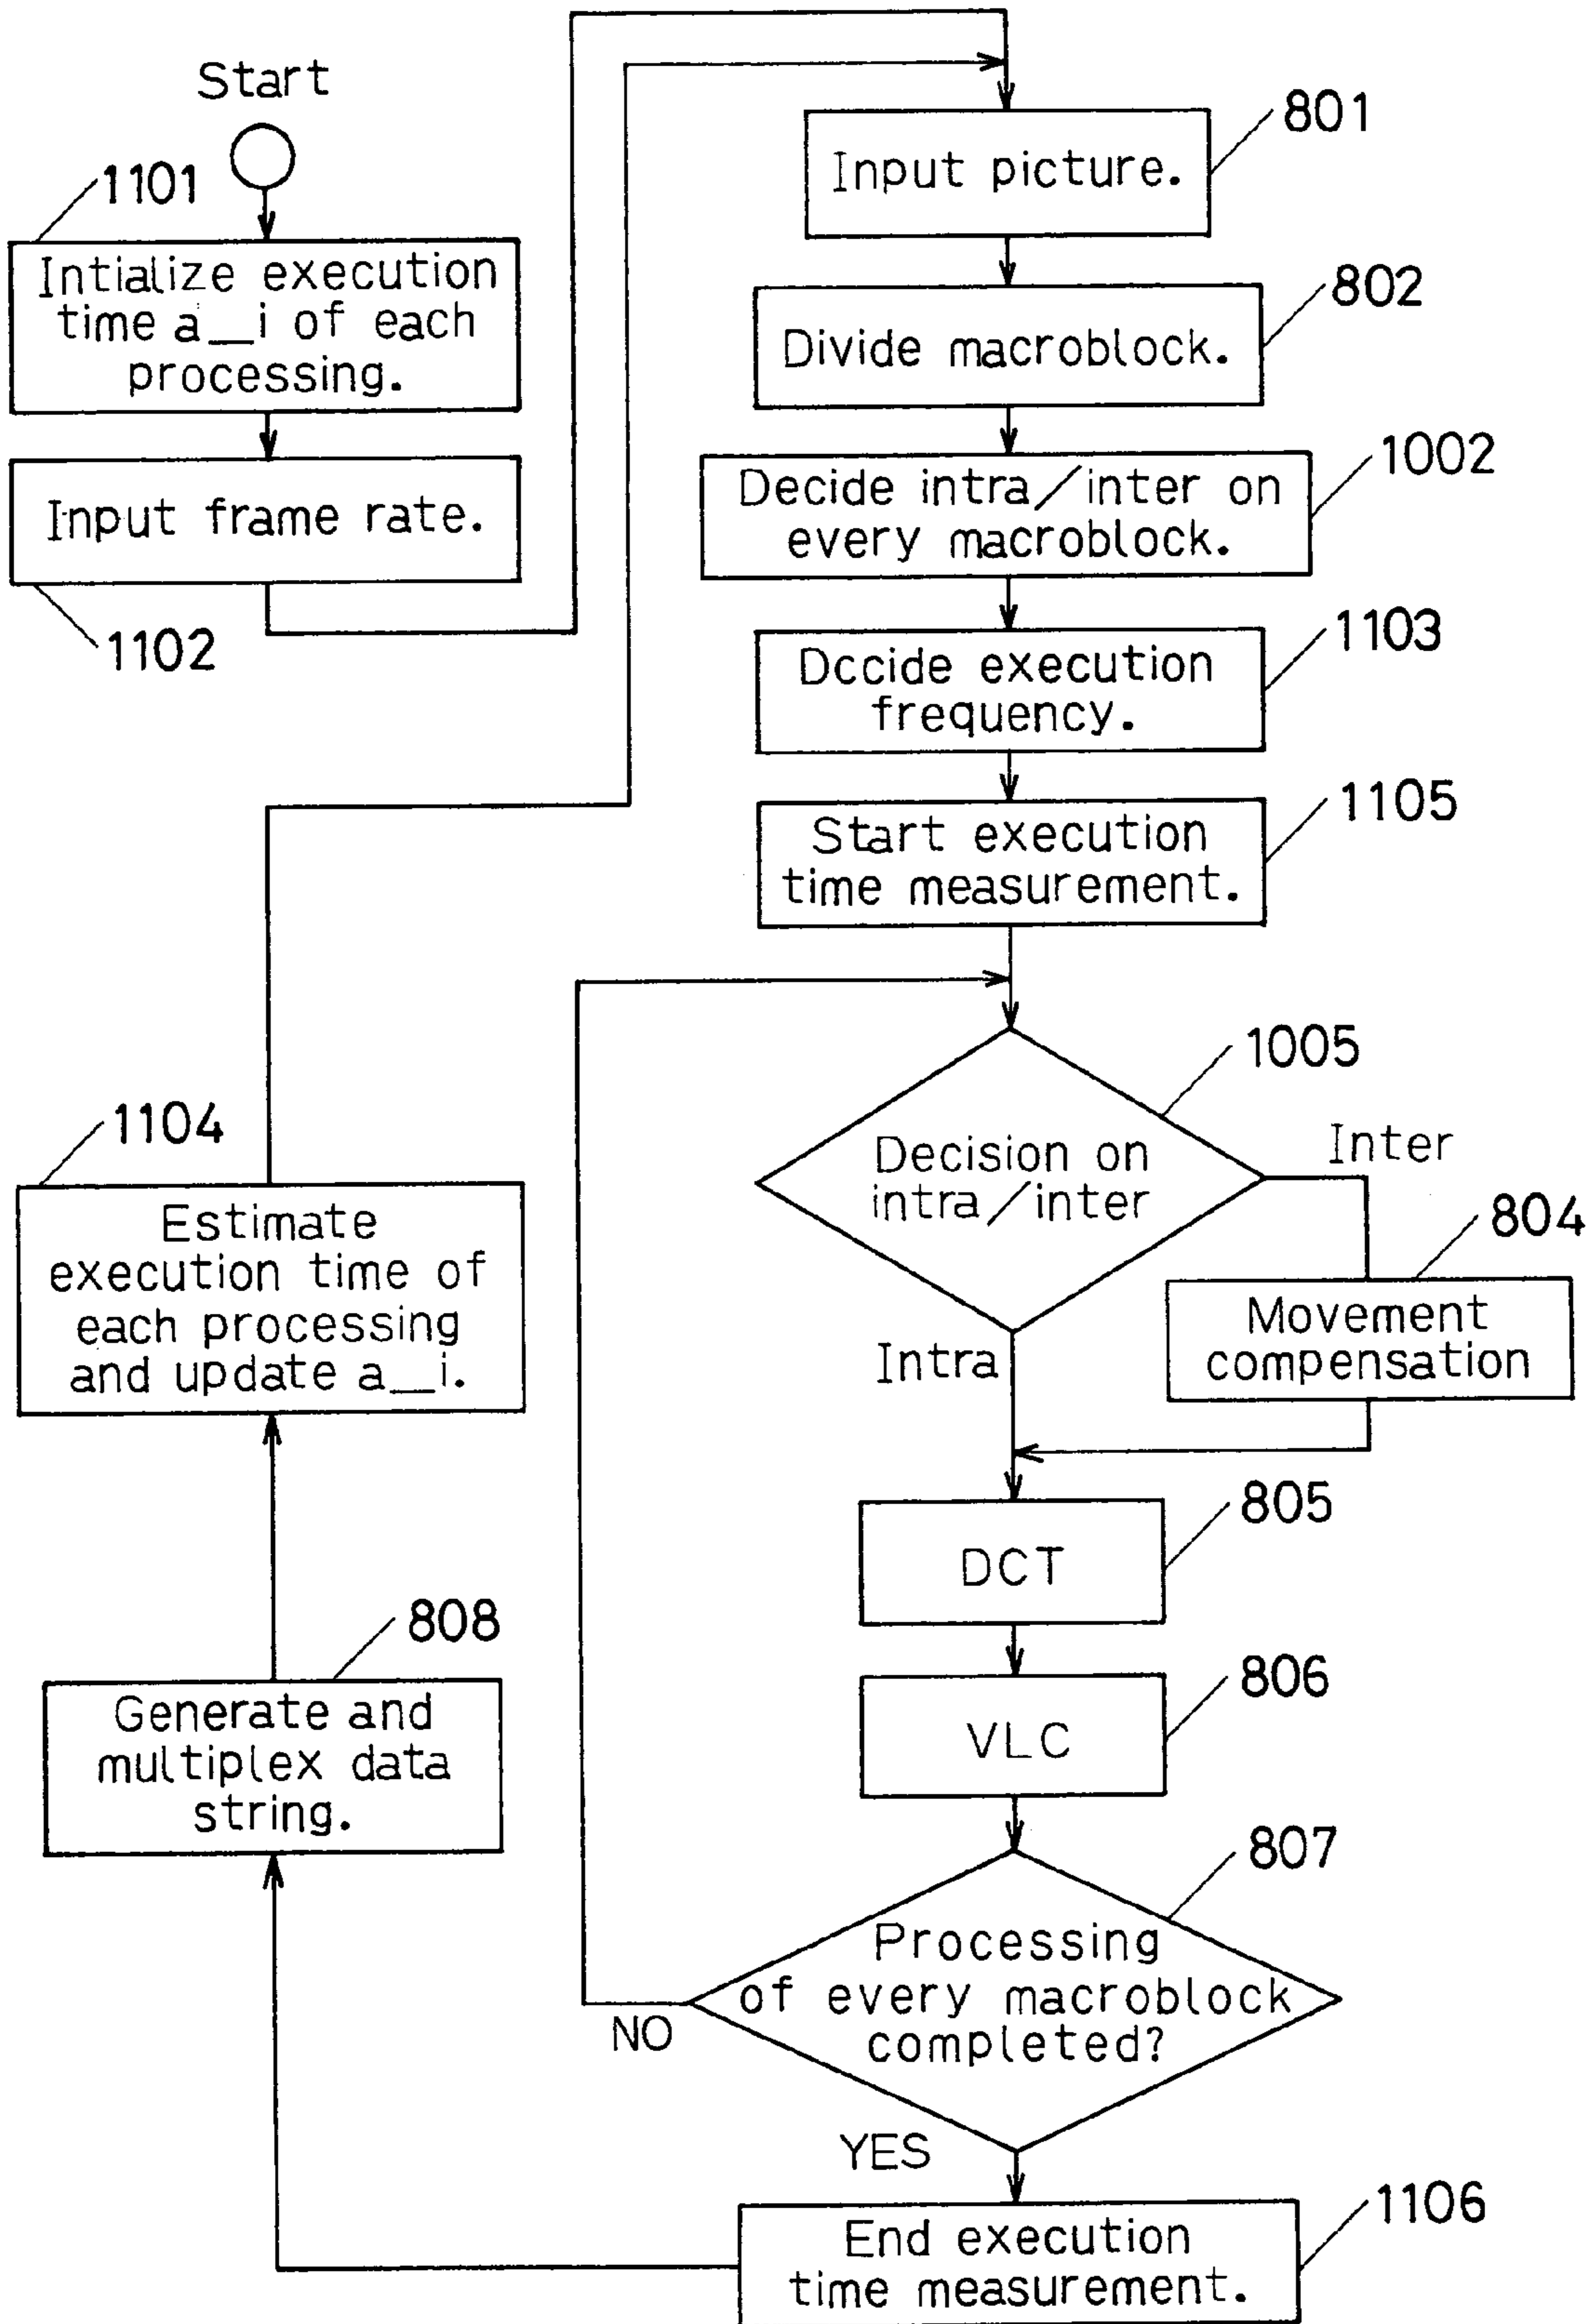 Start
1101
Intialize execution
time a_i of each
processing.
Input frame rate.
1102
801
Input picture.
802
Divide macroblock.
1002
Decide intra/inter on
every macroblock.
1103
Dccide execution
frequency.
1105
Start execution
time measurement.
1005
Decision on
intra/inter
Inter
804
Movement
compensation
Intra
805
DCT
806
VLC
807
Processing
of every macroblock
completed?
NO
YES
1106
End execution
time measurement.
808
Generate and
multiplex data
string.
1104
Estimate
execution time of
each processing
and update a_i.